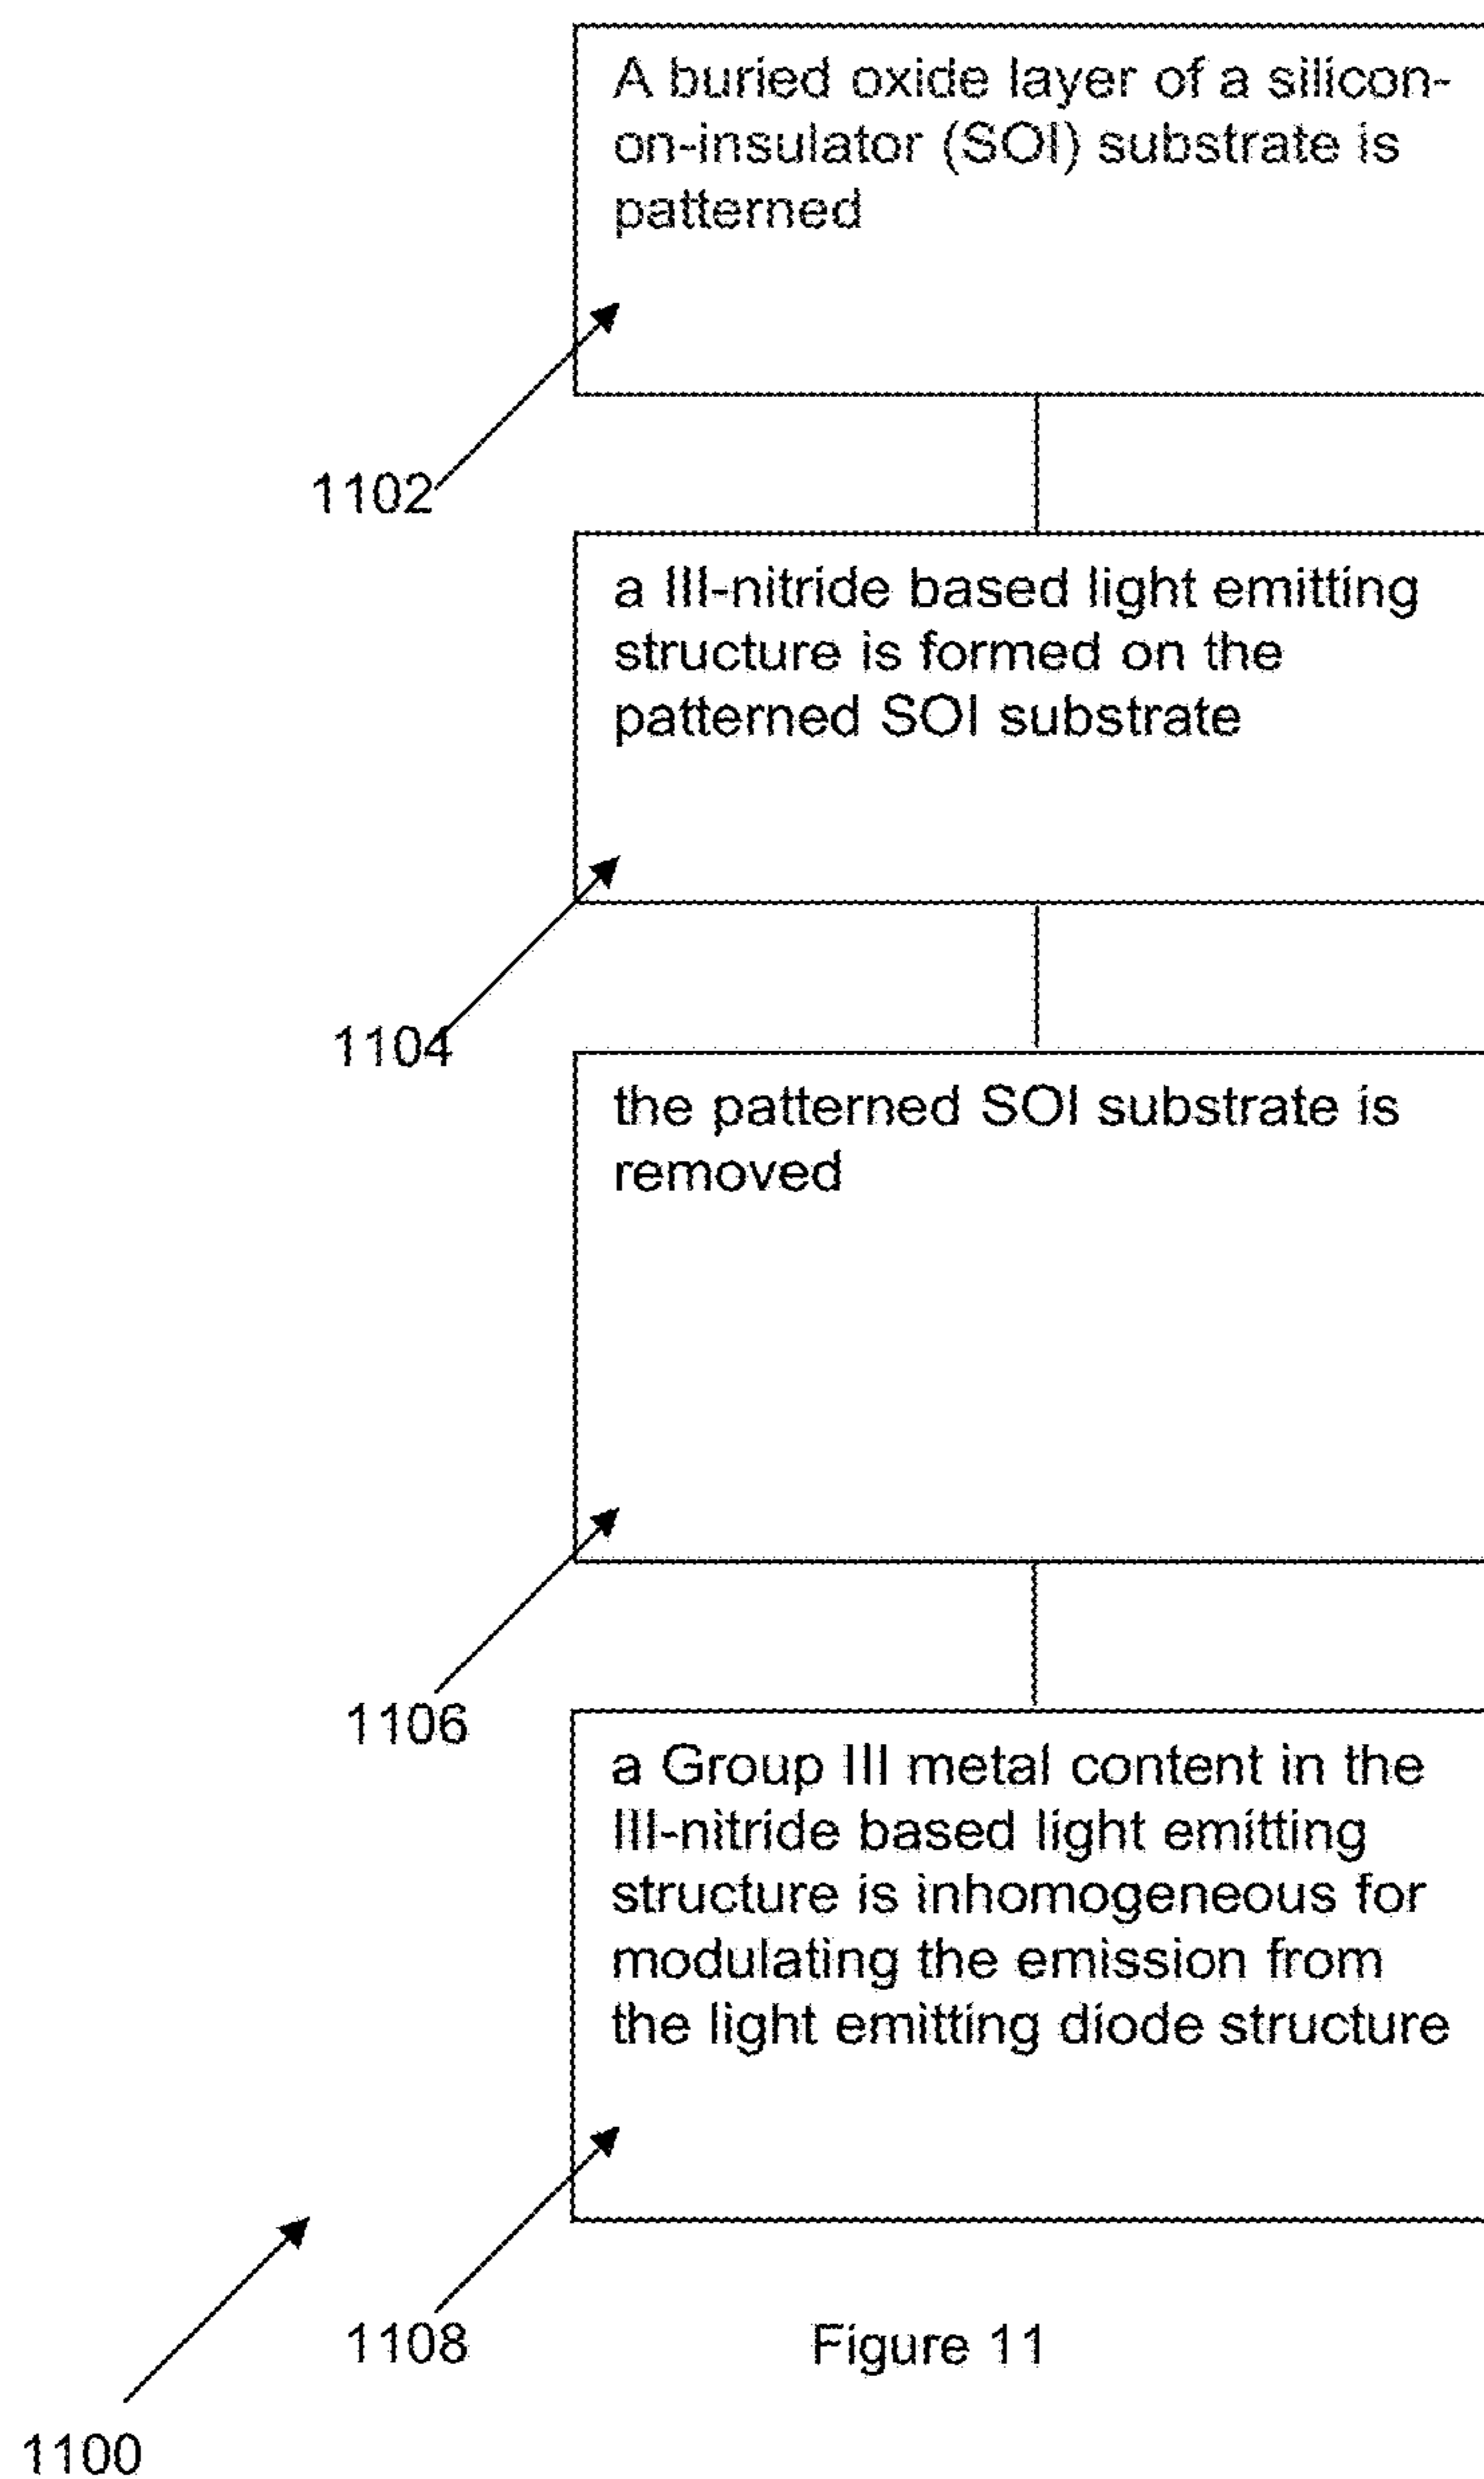 A buried oxide layer of a silicon-
on-insulator (SOI) substrate is
patterned
1102
a III-nitride based light emitting
structure is formed on the
patterned SOI substrate
1104
the patterned SOI substrate is
removed
1106
a Group III metal content in the
III-nitride based light emitting
structure is inhomogeneous for
modulating the emission from
the light emitting diode structure
1108
Figure 11
1100